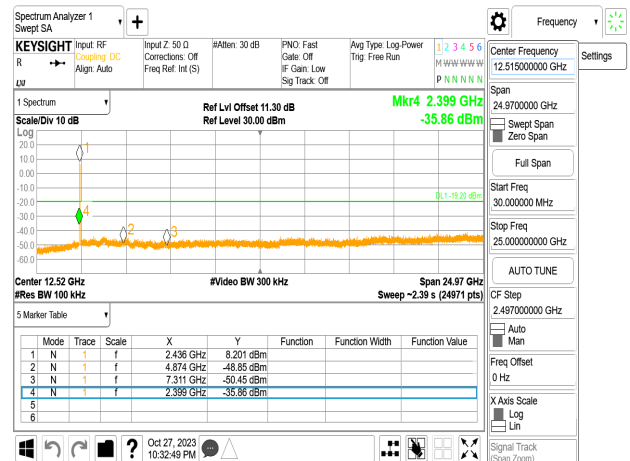 Spectrum Analyzer 1
Swept SA
Frequency
KEYSIGHT
R
Input: RF
Coupling: DC
Align: Auto
Input Z: 50 Ω
Corrections: Off
Freq Ref: Int (S)
#Atten: 30 dB
PNO: Fast
Gate: Off
IF Gain: Low
Sig Track: Off
Avg Type: Log-Power
Trig: Free Run
1 2 3 4 5 6
M W W W W W
P N N N N N
Center Frequency
12.515000000 GHz
Settings
Span
24.9700000 GHz
Swept Span
Zero Span
Full Span
Start Freq
30.000000 MHz
Stop Freq
25.000000000 GHz
AUTO TUNE
CF Step
2.497000000 GHz
Auto
Man
Freq Offset
0 Hz
X Axis Scale
Log
Lin
Signal Track
(Span Zoom)
1 Spectrum
Scale/Div 10 dB
Ref Lvl Offset 11.30 dB
Ref Level 30.00 dBm
Mkr4 2.399 GHz
-35.86 dBm
Log
20.0
10.0
0.00
-10.0
-20.0
-30.0
-40.0
-50.0
-60.0
1
4
2
3
DL1 -19.20 dBm
Center 12.52 GHz
#Res BW 100 kHz
#Video BW 300 kHz
Span 24.97 GHz
Sweep ~2.39 s (24971 pts)
5 Marker Table
Mode Trace Scale X Y Function Function Width Function Value
1 N 1 f 2.436 GHz 8.201 dBm
2 N 1 f 4.874 GHz -48.85 dBm
3 N 1 f 7.311 GHz -50.45 dBm
4 N 1 f 2.399 GHz -35.86 dBm
5
6
?
Oct 27, 2023
10:32:49 PM